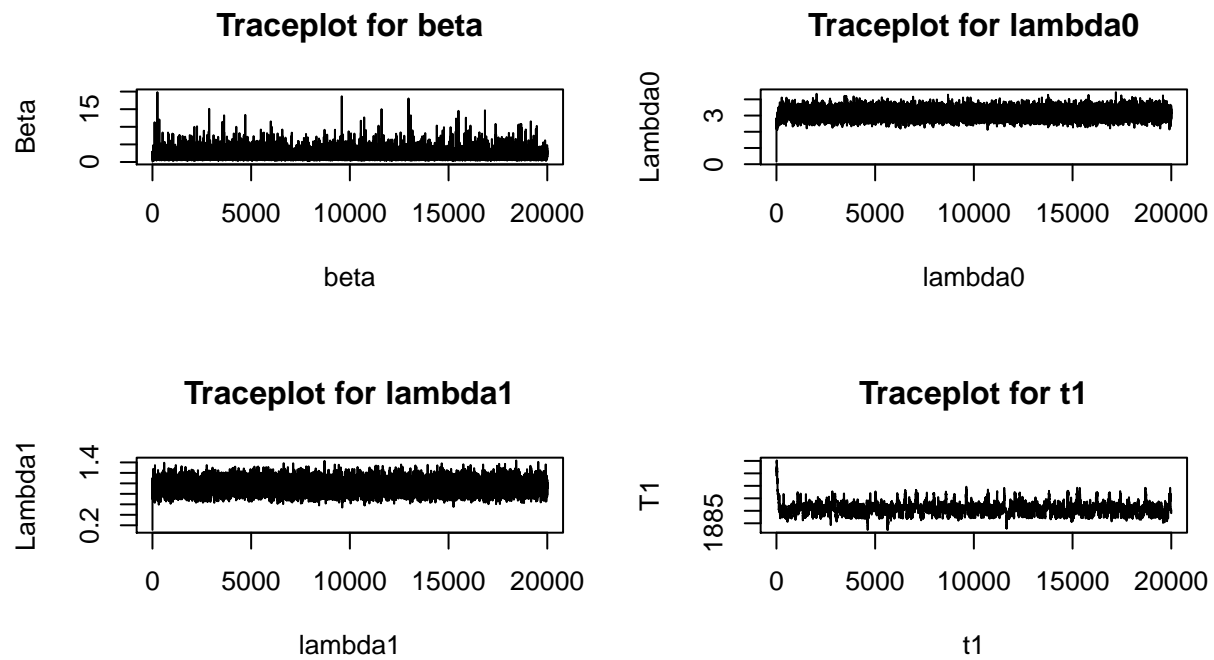 Traceplot for beta
Beta
15
0
0 5000 10000 15000 20000
beta
Traceplot for lambda0
Lambda0
3
0
0 5000 10000 15000 20000
lambda0
Traceplot for lambda1
Lambda1
1.4
0.2
0 5000 10000 15000 20000
lambda1
Traceplot for t1
T1
1885
0 5000 10000 15000 20000
t1